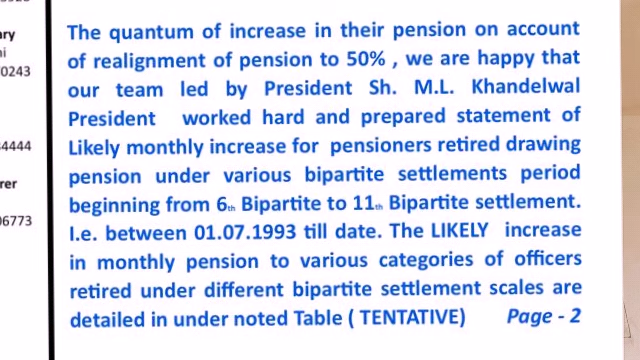 ry
i
0243
4444
rer
06773
The quantum of increase in their pension on account
of realignment of pension to 50% , we are happy that
our team led by President Sh. M.L. Khandelwal
President worked hard and prepared statement of
Likely monthly increase for pensioners retired drawing
pension under various bipartite settlements period
beginning from 6th Bipartite to 11th Bipartite settlement.
I.e. between 01.07.1993 till date. The LIKELY increase
in monthly pension to various categories of officers
retired under different bipartite settlement scales are
detailed in under noted Table ( TENTATIVE) Page - 2